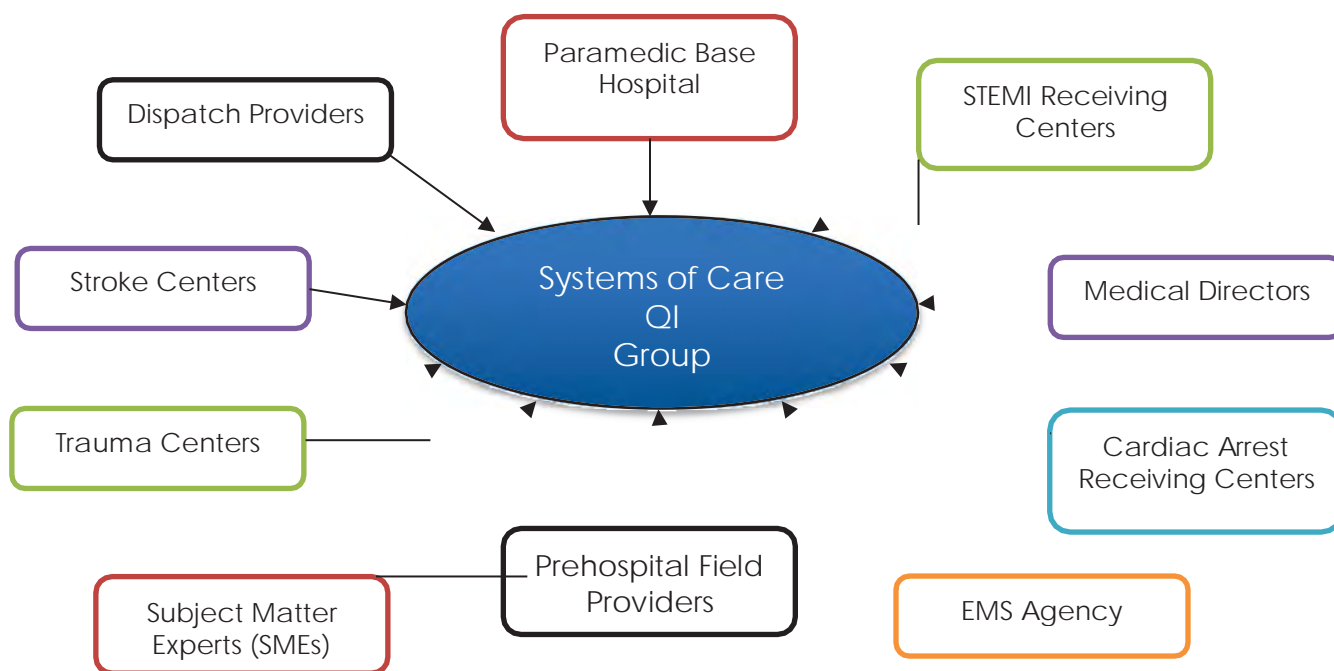 Paramedic Base
Hospital
STEMI Receiving
Centers
Dispatch Providers
Systems of Care
QI
Group
Stroke Centers
Medical Directors
Trauma Centers
Cardiac Arrest
Receiving Centers
Prehospital Field
Providers
Subject Matter
Experts (SMEs)
EMS Agency